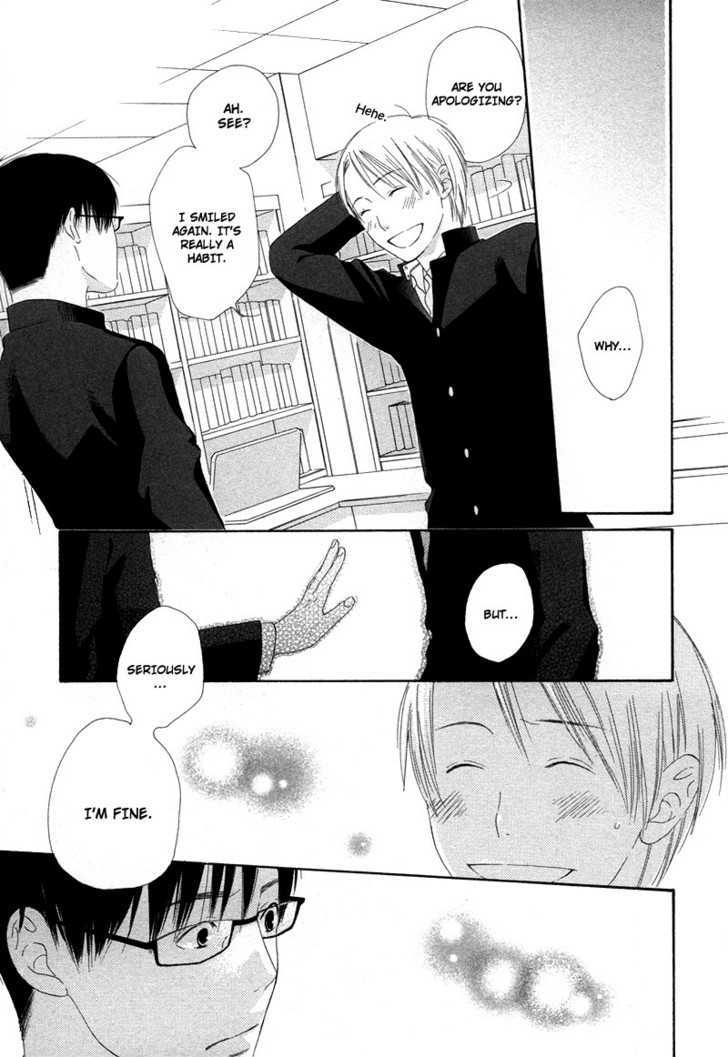 WHY...
ARE YOU
APOLOGIZING?
Hehe.
AH.
SEE?
I SMILED
AGAIN. IT'S
REALLY A
HABIT.
BUT...
SERIOUSLY
...
I'M FINE.